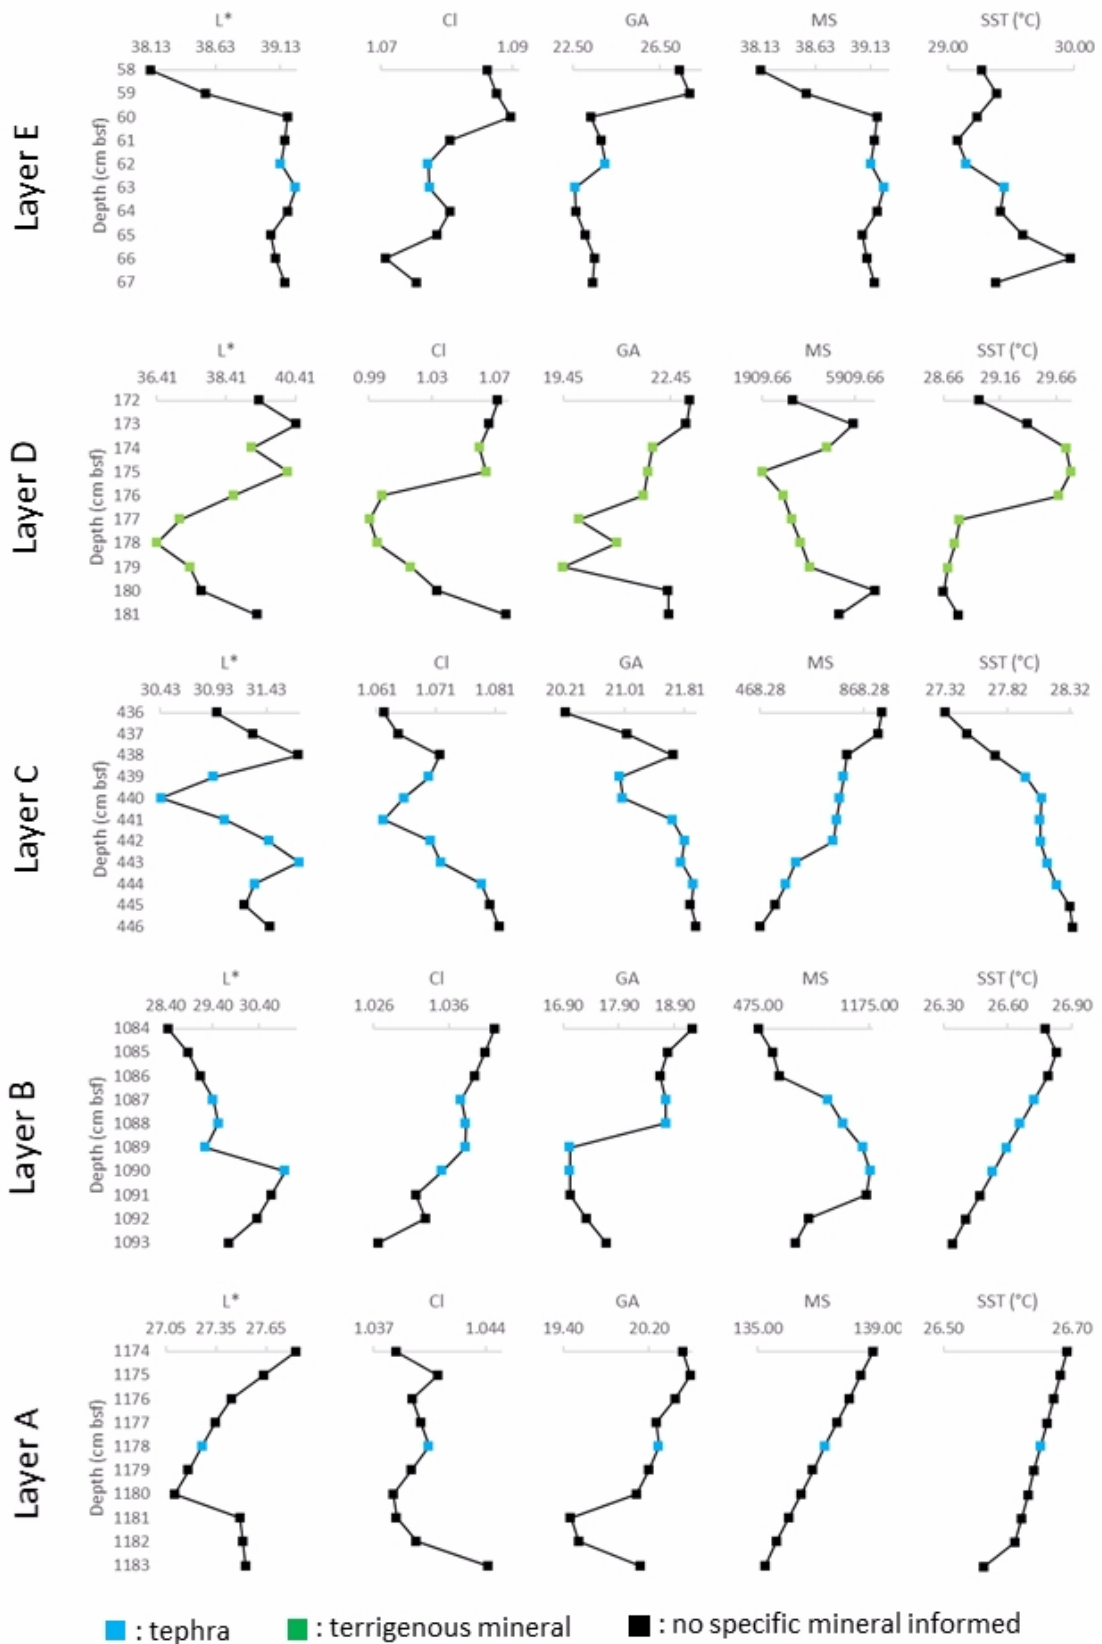 L* CI GA MS SST (°C)
38.13 38.63 39.13 1.07 1.09 22.50 26.50 38.13 38.63 39.13 29.00 30.00
Layer E
Depth (cm bsf)
58
59
60
61
62
63
64
65
66
67
L* CI GA MS SST (°C)
36.41 38.41 40.41 0.99 1.03 1.07 19.45 22.45 1909.66 5909.66 28.66 29.16 29.66
Layer D
Depth (cm bsf)
172
173
174
175
176
177
178
179
180
181
L* CI GA MS SST (°C)
30.43 30.93 31.43 1.061 1.071 1.081 20.21 21.01 21.81 468.28 868.28 27.32 27.82 28.32
Layer C
Depth (cm bsf)
436
437
438
439
440
441
442
443
444
445
446
L* CI GA MS SST (°C)
28.40 29.40 30.40 1.026 1.036 16.90 17.90 18.90 475.00 1175.00 26.30 26.60 26.90
Layer B
Depth (cm bsf)
1084
1085
1086
1087
1088
1089
1090
1091
1092
1093
L* CI GA MS SST (°C)
27.05 27.35 27.65 1.037 1.044 19.40 20.20 135.00 139.00 26.50 26.70
Layer A
Depth (cm bsf)
1174
1175
1176
1177
1178
1179
1180
1181
1182
1183
: tephra : terrigenous mineral : no specific mineral informed